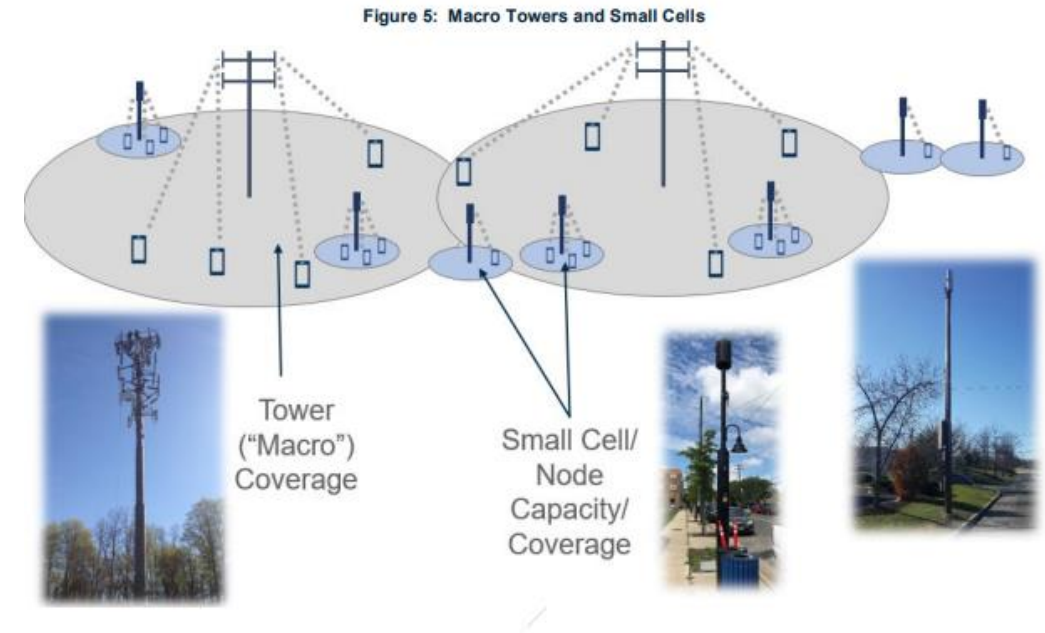 Figure 5:  Macro Towers and Small Cells
Tower
(“Macro”)
Coverage
Small Cell/
Node
Capacity/
Coverage